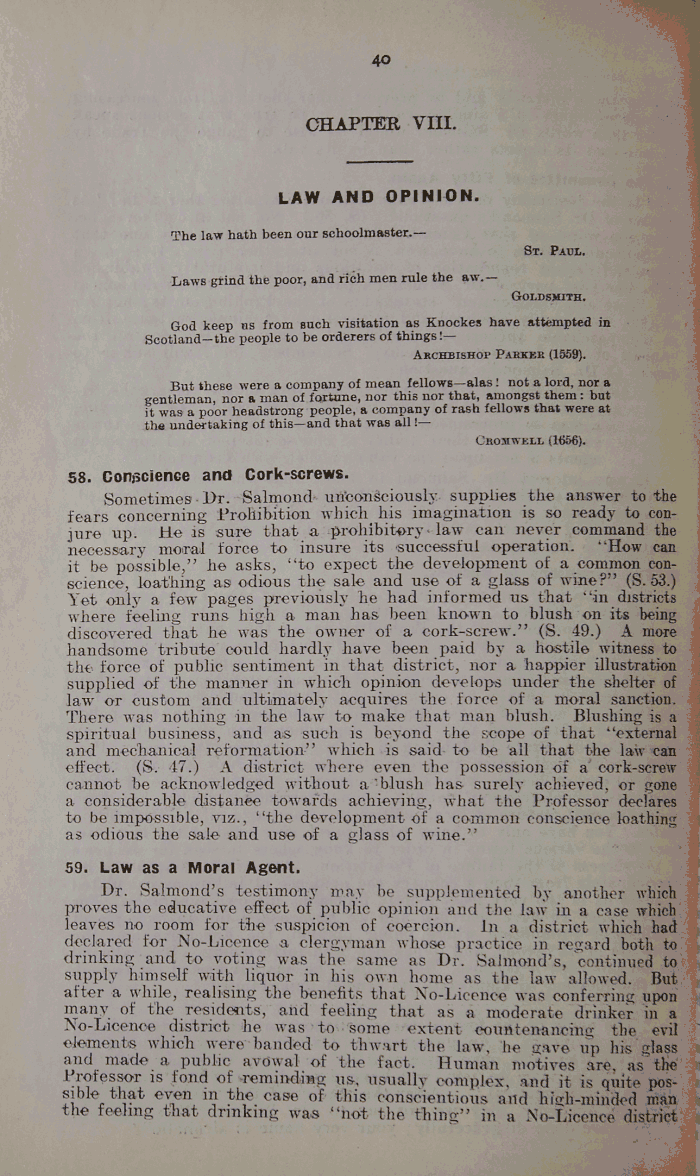 40
CHAPTER VIII.
LAW AND OPINION.
The law hath been our schoolmaster.—
ST. PAUL.
Laws grind the poor, and rich men rule the aw.—
GOLDSMITH.
God keep us from such visitation as Knockes have attempted in
Scotland—the people to be orderers of things!—
ARCHBISHOP PARKER (1559).
But these were a company of mean fellows—alas! not a lord, nor a
gentleman, nor a man of fortune, nor this nor that, amongst them: but
it was a poor headstrong people, a company of rash fellows that were at
the undertaking of this—and that was all!—
CROMWELL (1656).
58. Conscience and Cork-screws.
Sometimes Dr. Salmond unconsciously supplies the answer to the
fears concerning Prohibition which his imagination is so ready to con-
jure up. He is sure that a prohibitory law can never command the
necessary moral force to insure its successful operation. "How can
it be possible," he asks, "to expect the development of a common con-
science, loathing as odious the sale and use of a glass of wine?" (S. 53.)
Yet only a few pages previously he had informed us that "in districts
where feeling runs high a man has been known to blush on its being
discovered that he was the owner of a cork-screw." (S. 49.) A more
handsome tribute could hardly have been paid by a hostile witness to
the force of public sentiment in that district, nor a happier illustration
supplied of the manner in which opinion develops under the shelter of
law or custom and ultimately acquires the force of a moral sanction.
There was nothing in the law to make that man blush. Blushing is a
spiritual business, and as such is beyond the scope of that "external
and mechanical reformation" which is said to be all that the law can
effect. (S. 47.) A district where even the possession of a cork-screw
cannot be acknowledged without a blush has surely achieved, or gone
a considerable distance towards achieving, what the Professor declares
to be impossible, viz., "the development of a common conscience loathing
as odious the sale and use of a glass of wine."
59. Law as a Moral Agent.
Dr. Salmond's testimony may be supplemented by another which
proves the educative effect of public opinion and the law in a case which
leaves no room for the suspicion of coercion. In a district which had
declared for No-Licence a clergyman whose practice in regard both to
drinking and to voting was the same as Dr. Salmond's, continued to
supply himself with liquor in his own home as the law allowed. But
after a while, realising the benefits that No-Licence was conferring upon
many of the residents, and feeling that as a moderate drinker in a
No-Licence district he was to some extent countenancing the evil
elements which were banded to thwart the law, he gave up his glass
and made a public avowal of the fact. Human motives are, as the
Professor is fond of reminding us, usually complex, and it is quite pos-
sible that even in the case of this conscientious and high-minded man
the feeling that drinking was "not the thing" in a No-Licence district